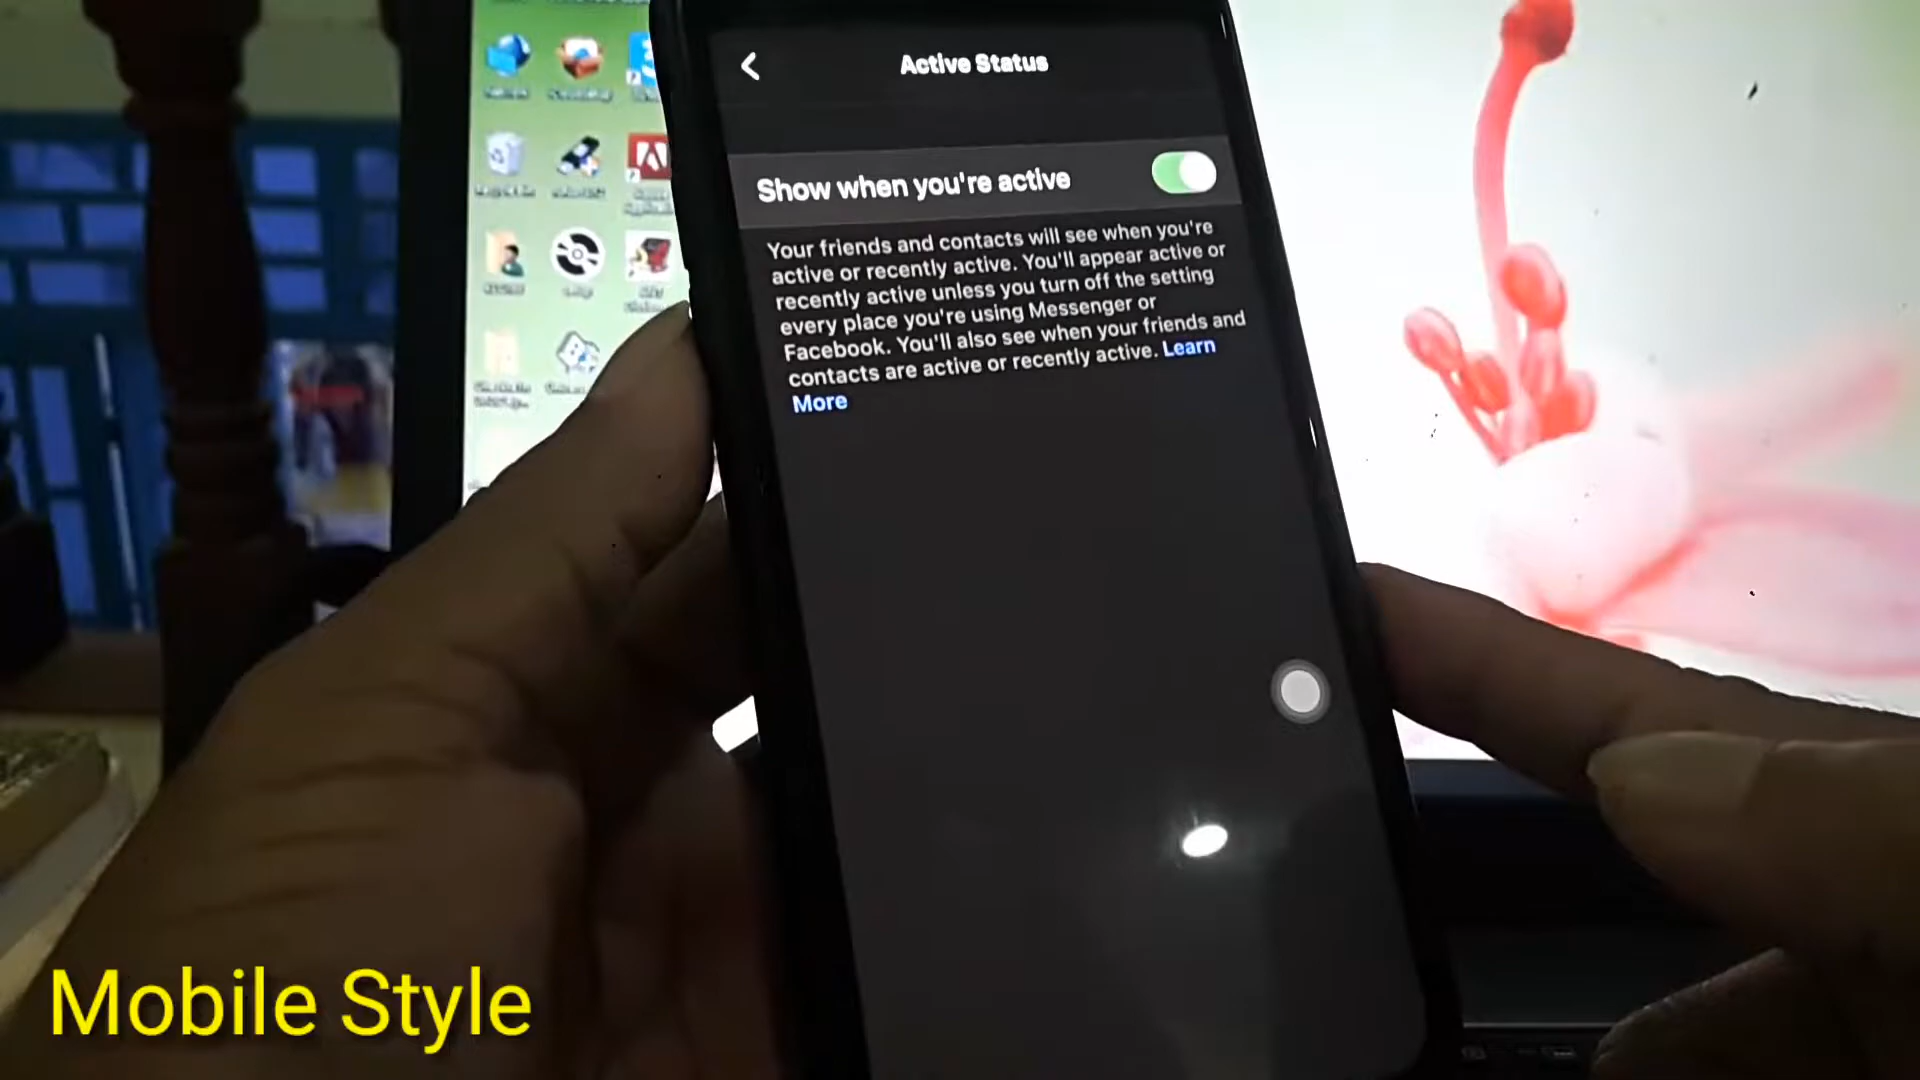 Active Status
Show when you're active
Your friends and contacts will see when you're
active or recently active. You'll appear active or
recently active unless you turn off the setting
every place you're using Messenger or
Facebook. You'll also see when your friends and
contacts are active or recently active. Learn
More
Mobile Style